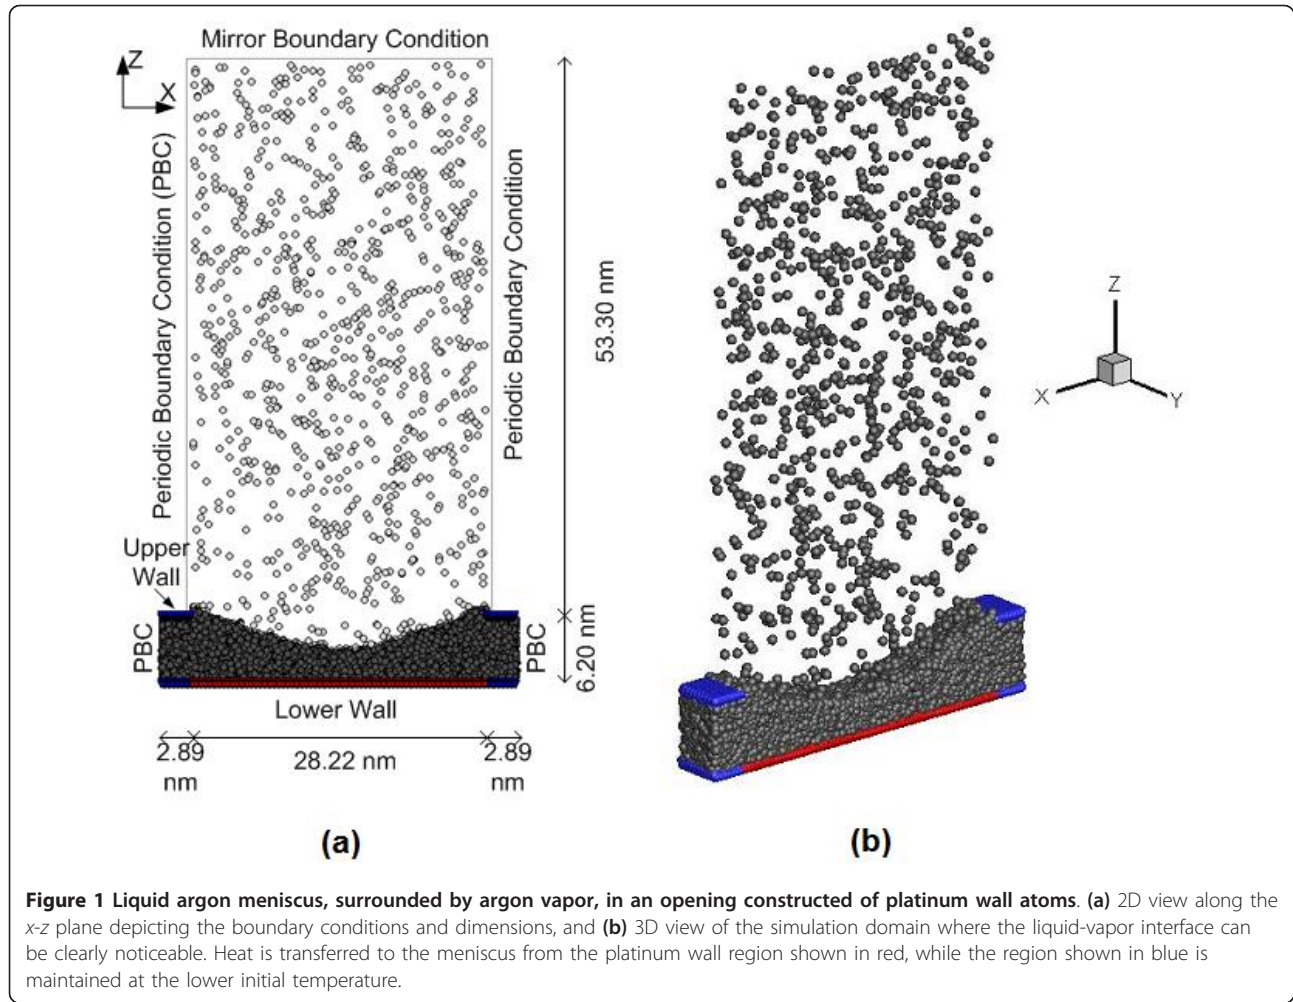 Mirror Boundary Condition
Z
X
Periodic Boundary Condition (PBC)
Periodic Boundary Condition
53.30 nm
Upper
Wall
PBC
PBC
6.20 nm
Lower Wall
2.89
nm
28.22 nm
2.89
nm
(a)
Z
X
Y
(b)
Figure 1 Liquid argon meniscus, surrounded by argon vapor, in an opening constructed of platinum wall atoms. (a) 2D view along the
x-z plane depicting the boundary conditions and dimensions, and (b) 3D view of the simulation domain where the liquid-vapor interface can
be clearly noticeable. Heat is transferred to the meniscus from the platinum wall region shown in red, while the region shown in blue is
maintained at the lower initial temperature.